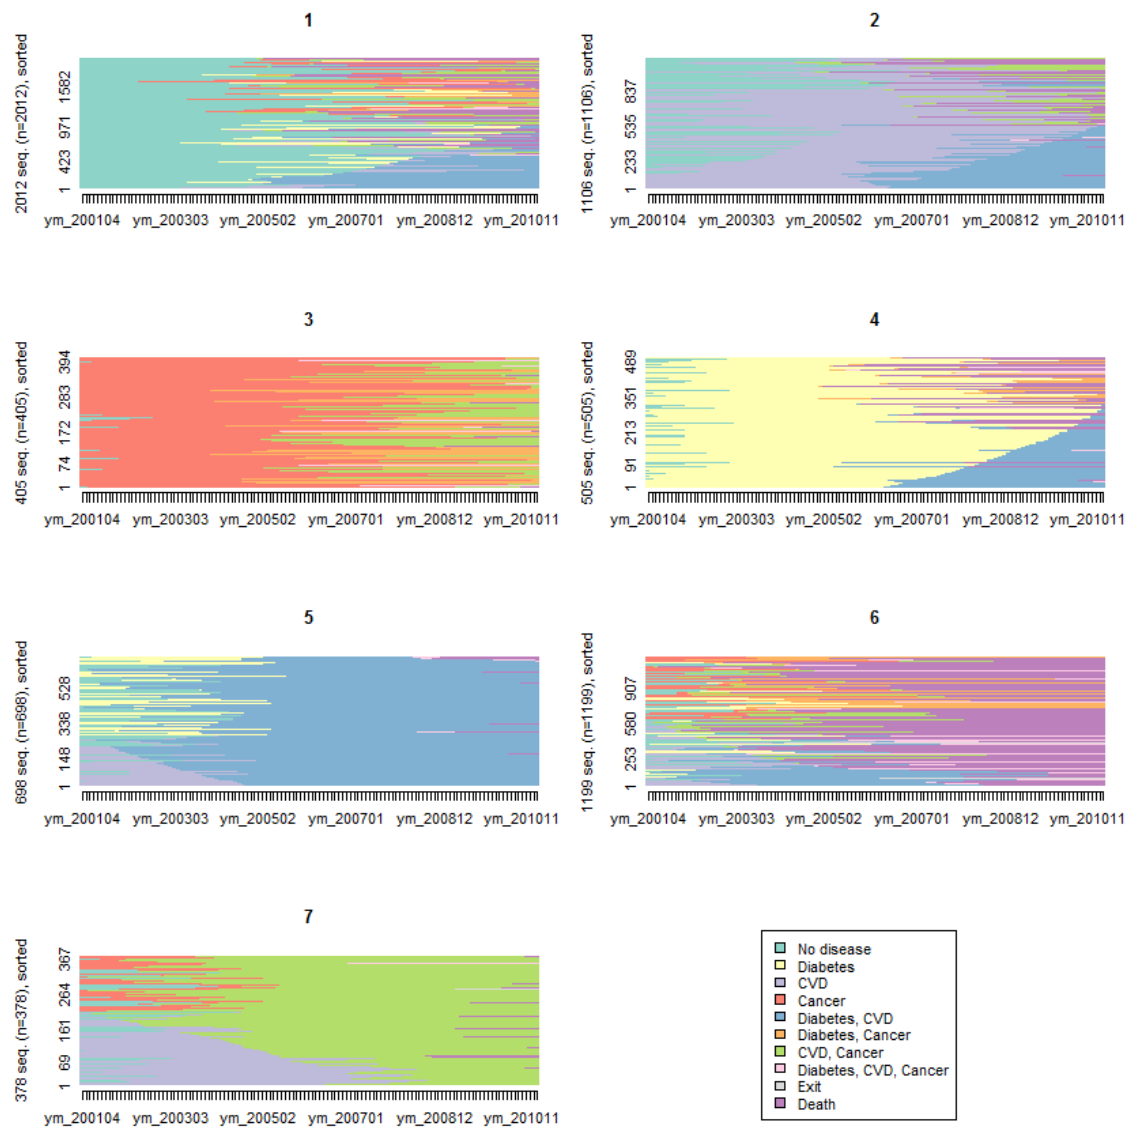 1
2
2012 seq. (n=2012), sorted
1 423 971 1582
ym_200104 ym_200303 ym_200502 ym_200701 ym_200812 ym_201011
1106 seq. (n=1106), sorted
1 233 535 837
ym_200104 ym_200303 ym_200502 ym_200701 ym_200812 ym_201011
3
4
405 seq. (n=405), sorted
1 74 172 283 394
ym_200104 ym_200303 ym_200502 ym_200701 ym_200812 ym_201011
505 seq. (n=505), sorted
1 91 213 351 489
ym_200104 ym_200303 ym_200502 ym_200701 ym_200812 ym_201011
5
6
698 seq. (n=698), sorted
1 148 338 528
ym_200104 ym_200303 ym_200502 ym_200701 ym_200812 ym_201011
1199 seq. (n=1199), sorted
1 253 580 907
ym_200104 ym_200303 ym_200502 ym_200701 ym_200812 ym_201011
7
378 seq. (n=378), sorted
1 69 161 264 367
ym_200104 ym_200303 ym_200502 ym_200701 ym_200812 ym_201011
No disease
Diabetes
CVD
Cancer
Diabetes, CVD
Diabetes, Cancer
CVD, Cancer
Diabetes, CVD, Cancer
Exit
Death